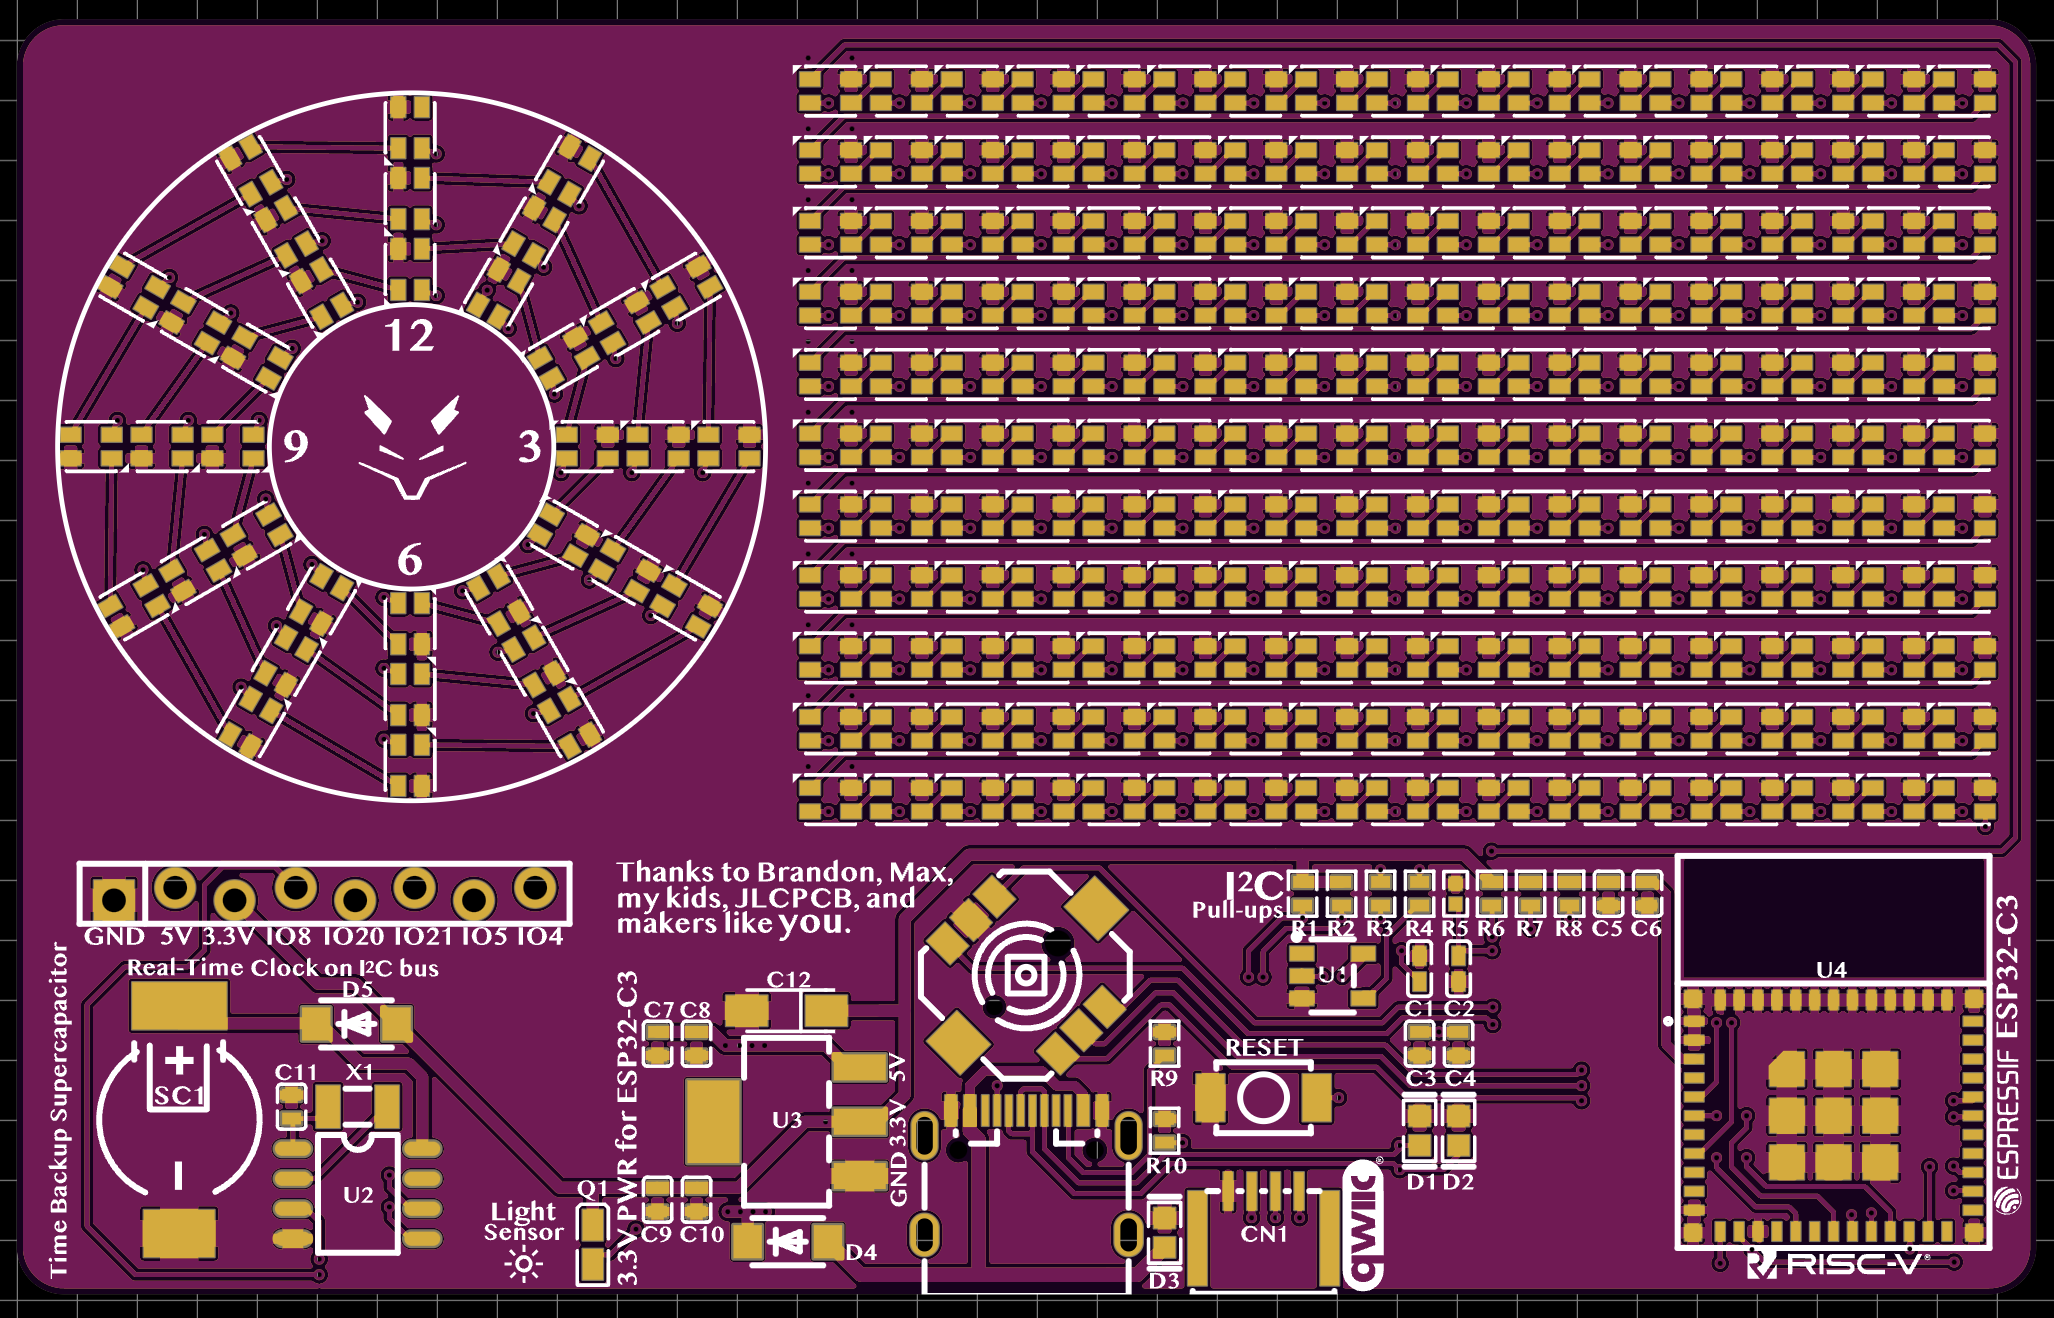 12
9
3
6
GND 5V 3.3V IO8 IO20 IO21 IO5 IO4
Real-Time Clock on I²C bus
Time Backup Supercapacitor
D5
+
SC1
C11
X1
U2
Light
Sensor
Q1
Thanks to Brandon, Max,
my kids, JLCPCB, and
makers like you.
3.3V PWR for ESP32-C3
C7 C8
C12
U3
5V
3.3V
GND
C9 C10
D4
I²C
Pull-ups
R1 R2 R3 R4 R5 R6 R7 R8 C5 C6
U1
C1 C2
C3 C4
R9
RESET
R10
D1 D2
D3
CN1
qwiic
®
U4
ESPRESSIF ESP32-C3
RISC-V®